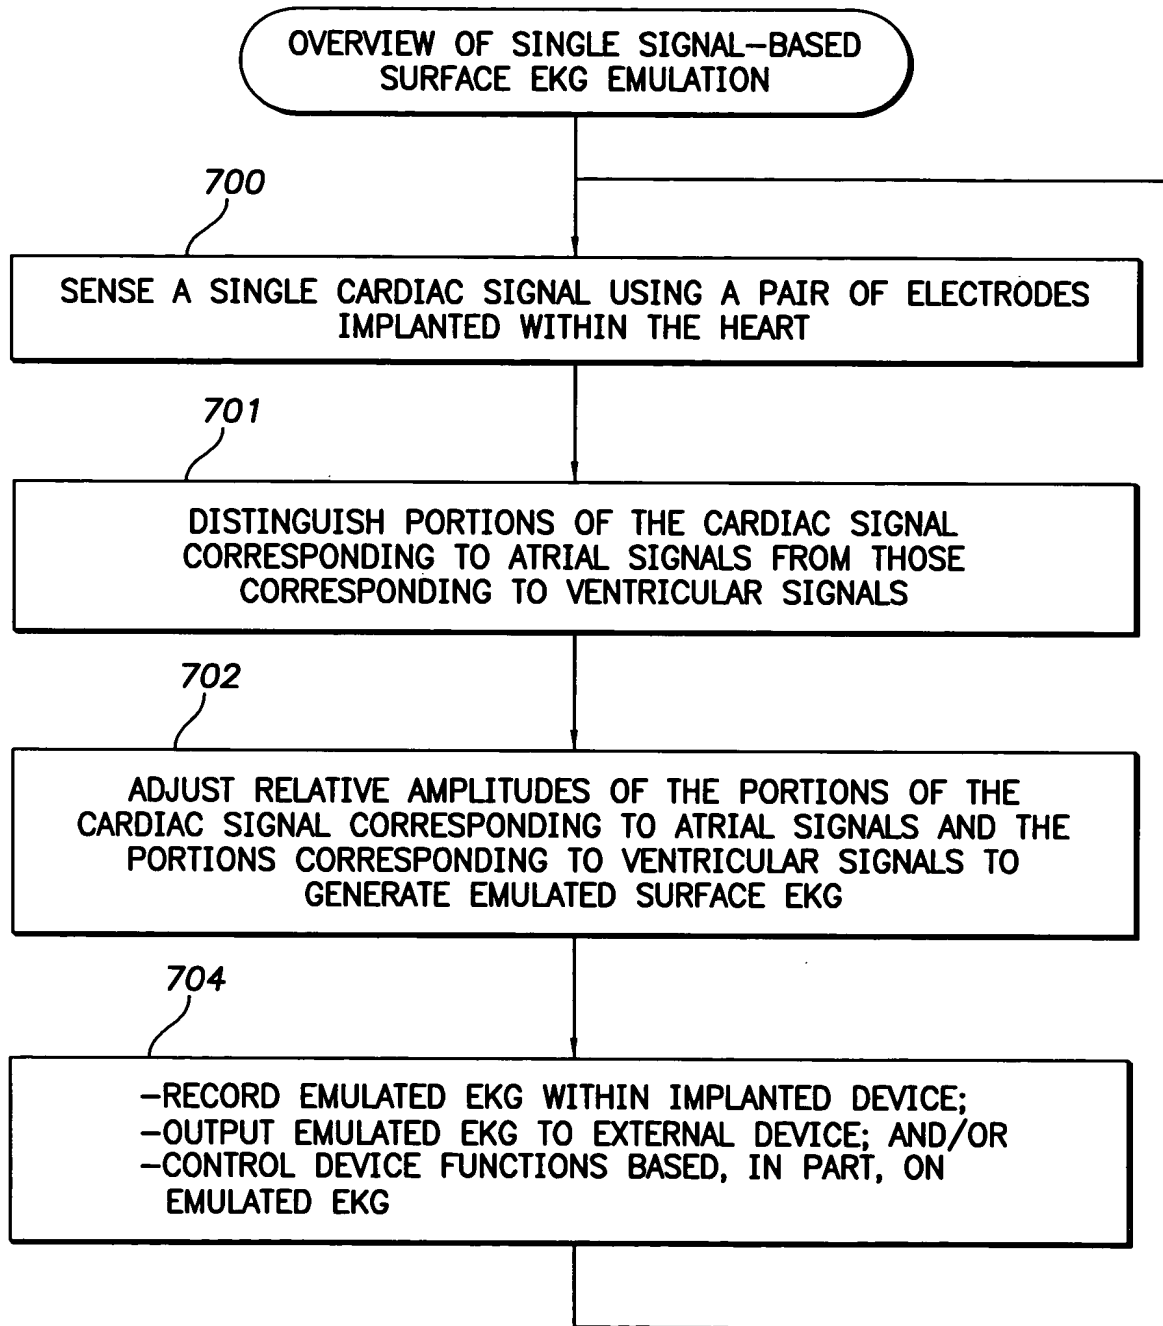 OVERVIEW OF SINGLE SIGNAL-BASED
SURFACE EKG EMULATION
700
SENSE A SINGLE CARDIAC SIGNAL USING A PAIR OF ELECTRODES
IMPLANTED WITHIN THE HEART
701
DISTINGUISH PORTIONS OF THE CARDIAC SIGNAL
CORRESPONDING TO ATRIAL SIGNALS FROM THOSE
CORRESPONDING TO VENTRICULAR SIGNALS
702
ADJUST RELATIVE AMPLITUDES OF THE PORTIONS OF THE
CARDIAC SIGNAL CORRESPONDING TO ATRIAL SIGNALS AND THE
PORTIONS CORRESPONDING TO VENTRICULAR SIGNALS TO
GENERATE EMULATED SURFACE EKG
704
-RECORD EMULATED EKG WITHIN IMPLANTED DEVICE;
-OUTPUT EMULATED EKG TO EXTERNAL DEVICE; AND/OR
-CONTROL DEVICE FUNCTIONS BASED, IN PART, ON
EMULATED EKG